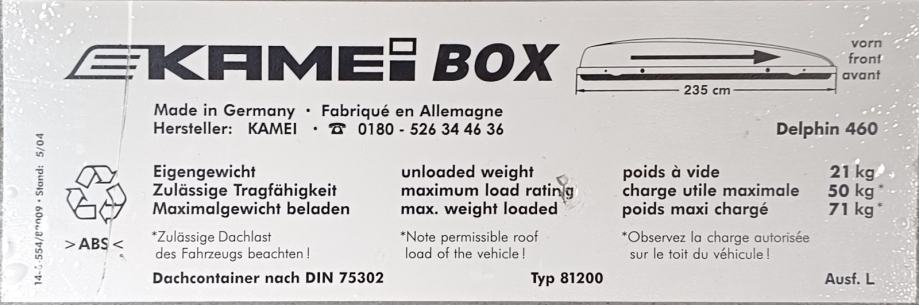 KAMEI BOX
vorn
front
avant
235 cm
Made in Germany · Fabriqué en Allemagne
Hersteller: KAMEI · ☎ 0180 - 526 34 46 36
Delphin 460
Eigengewicht unloaded weight poids à vide 21 kg
Zulässige Tragfähigkeit maximum load rating charge utile maximale 50 kg*
Maximalgewicht beladen max. weight loaded poids maxi chargé 71 kg*
*Zulässige Dachlast *Note permissible roof *Observez la charge autorisée
des Fahrzeugs beachten! load of the vehicle! sur le toit du véhicule!
>ABS<
Dachcontainer nach DIN 75302 Typ 81200 Ausf. L
Stand: 5/04